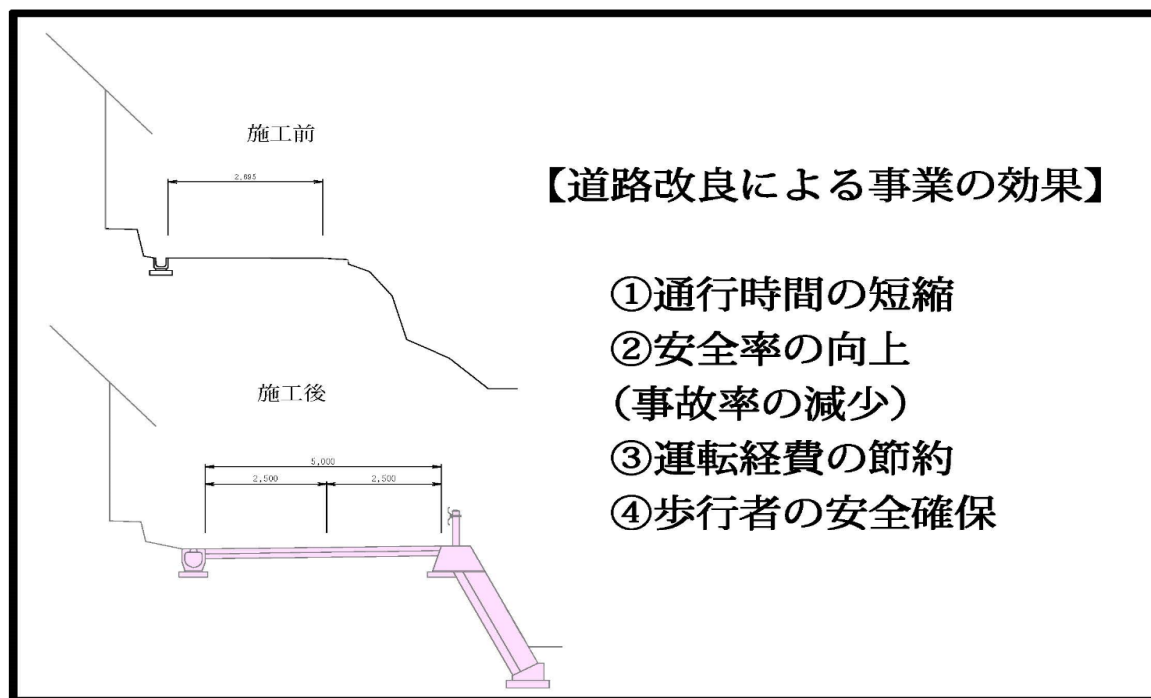 施工前
2,695
施工後
5,000
2,500 2,500
【道路改良による事業の効果】
①通行時間の短縮
②安全率の向上
(事故率の減少)
③運転経費の節約
④歩行者の安全確保